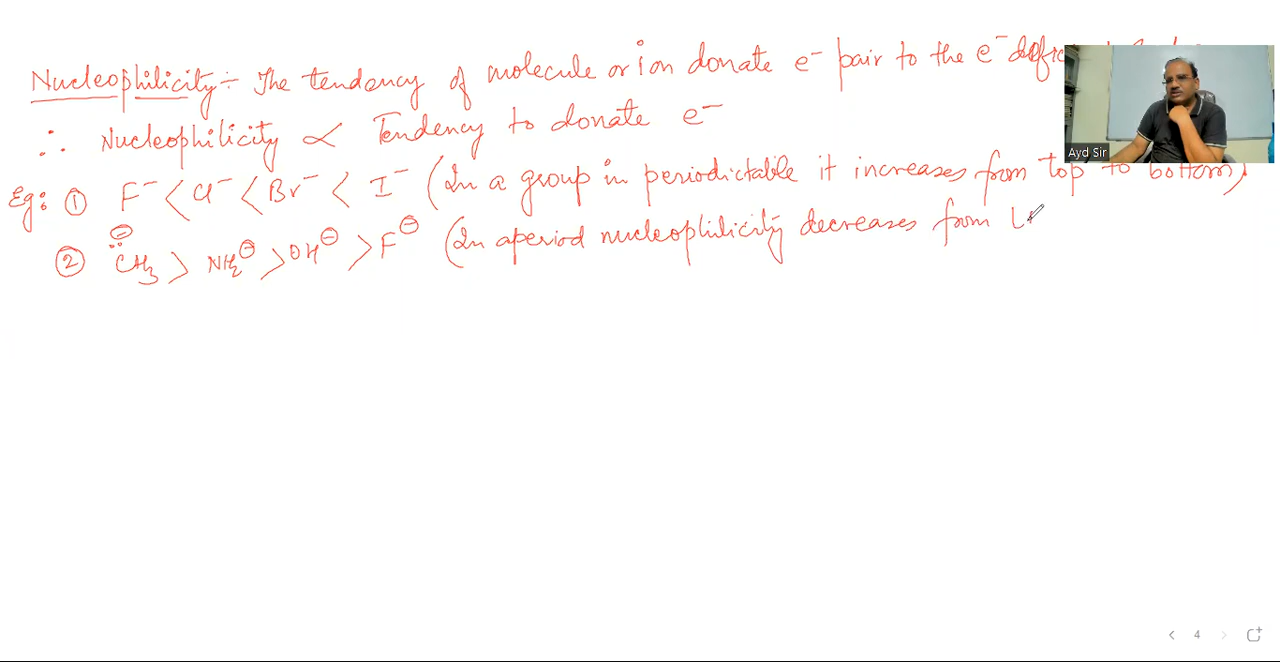 Nucleophilicity :- The tendency of molecule or ion donate e⁻ pair to the e⁻
∴ Nucleophilicity ∝ Tendency to donate e⁻
Ayd Sir
Eg: ① F⁻ < Cl⁻ < Br⁻ < I⁻ (In a group in periodictable it increases from top to bottom)
② C̈H₃⊖ > NH₂⊖ > OH⊖ > F⊖ (In a period nucleophilicity decreases from L
4